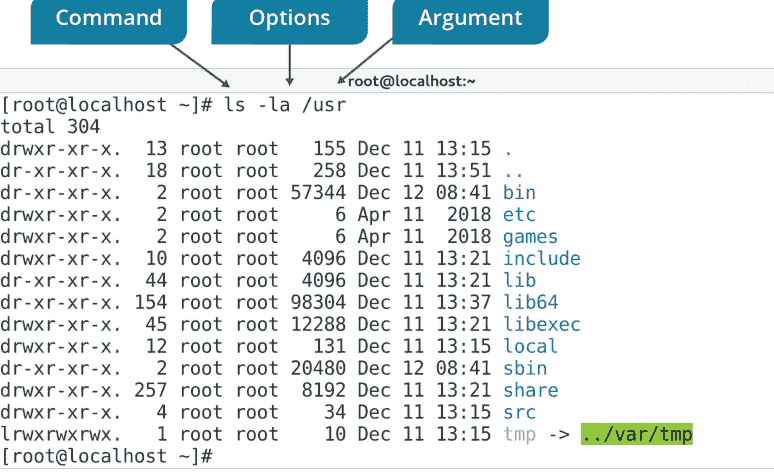 Command Options Argument
root@localhost:~
[root@localhost ~]# ls -la /usr
total 304
drwxr-xr-x.  13 root root   155 Dec 11 13:15 .
dr-xr-xr-x.  18 root root   258 Dec 11 13:51 ..
dr-xr-xr-x.   2 root root 57344 Dec 12 08:41 bin
drwxr-xr-x.   2 root root     6 Apr 11  2018 etc
drwxr-xr-x.   2 root root     6 Apr 11  2018 games
drwxr-xr-x.  10 root root  4096 Dec 11 13:21 include
dr-xr-xr-x.  44 root root  4096 Dec 11 13:21 lib
dr-xr-xr-x. 154 root root 98304 Dec 11 13:37 lib64
drwxr-xr-x.  45 root root 12288 Dec 11 13:21 libexec
drwxr-xr-x.  12 root root   131 Dec 11 13:15 local
dr-xr-xr-x.   2 root root 20480 Dec 12 08:41 sbin
drwxr-xr-x. 257 root root  8192 Dec 11 13:21 share
drwxr-xr-x.   4 root root    34 Dec 11 13:15 src
lrwxrwxrwx.   1 root root    10 Dec 11 13:15 tmp -> ../var/tmp
[root@localhost ~]#